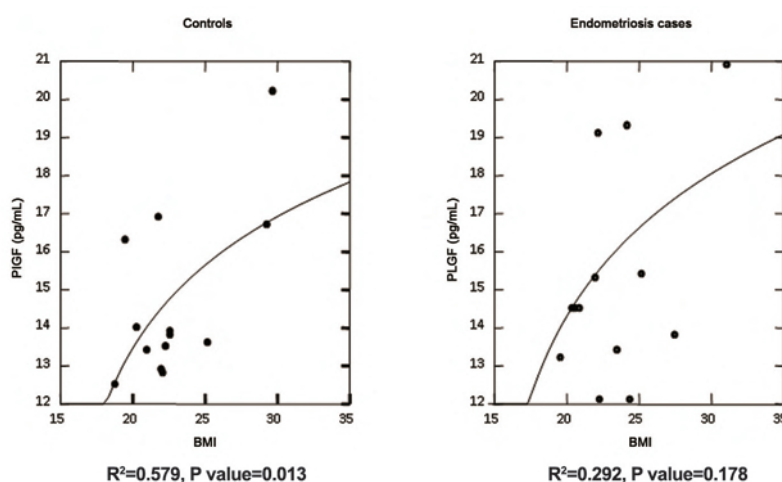 Controls
21
20
19
18
17
16
15
14
13
12
PlGF (pg/mL)
15 20 25 30 35
BMI
R²=0.579, P value=0.013
Endometriosis cases
21
20
19
18
17
16
15
14
13
12
PLGF (pg/mL)
15 20 25 30 35
BMI
R²=0.292, P value=0.178